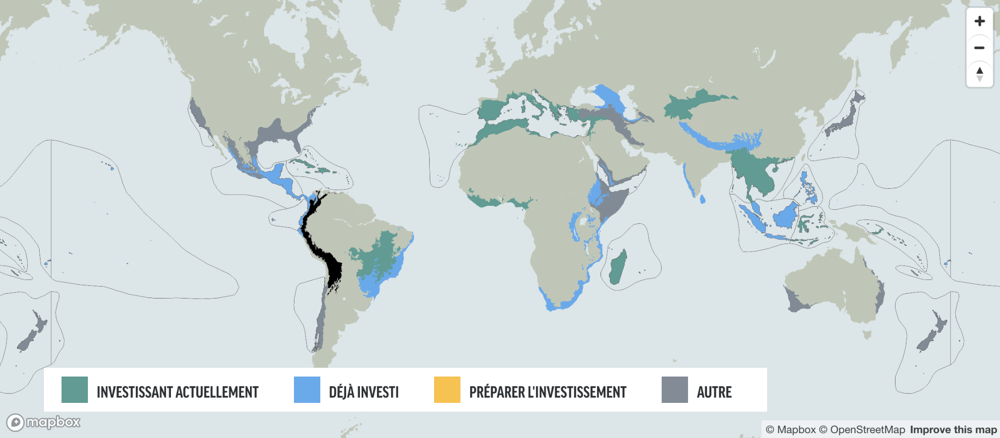 INVESTISSANT ACTUELLEMENT
DÉJÀ INVESTI
PRÉPARER L'INVESTISSEMENT
AUTRE
mapbox
© Mapbox © OpenStreetMap Improve this map